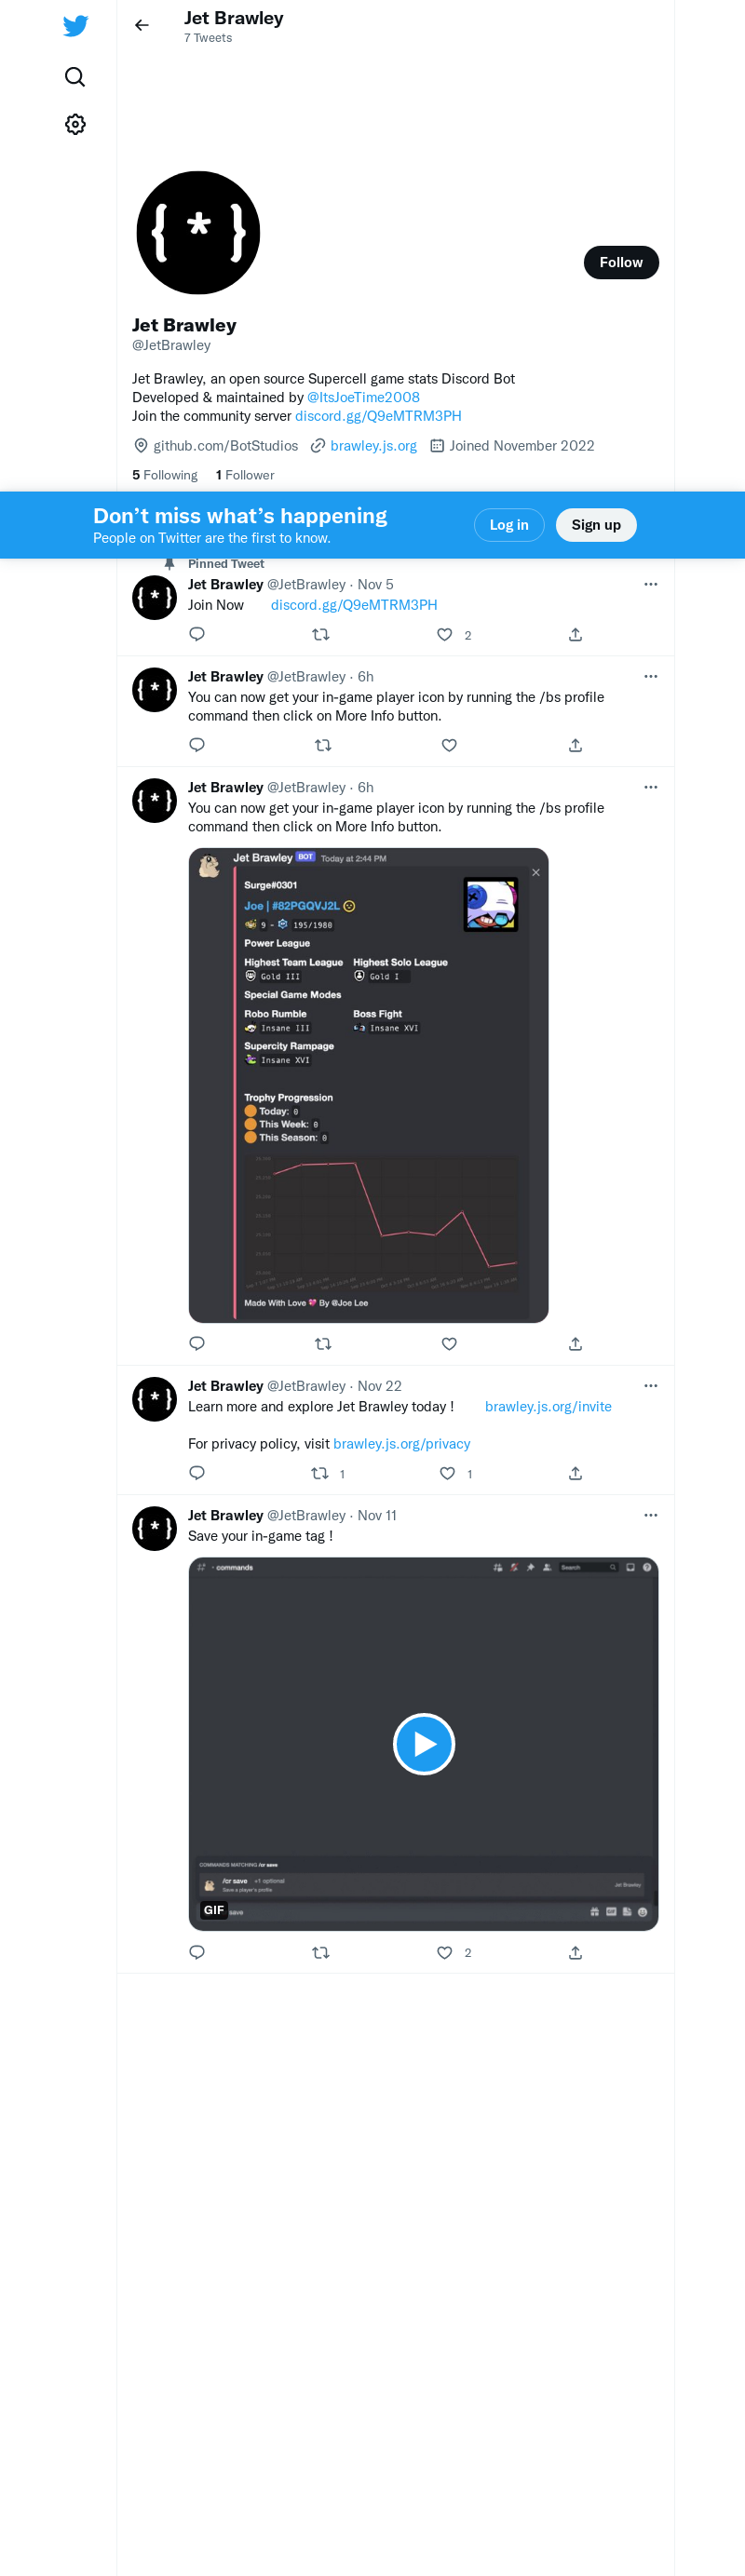 Jet Brawley
7 Tweets
{ * }
Follow
Jet Brawley
@JetBrawley
Jet Brawley, an open source Supercell game stats Discord Bot
Developed & maintained by @ItsJoeTime2008
Join the community server discord.gg/Q9eMTRM3PH
github.com/BotStudios brawley.js.org Joined November 2022
5 Following 1 Follower
Don’t miss what’s happening
People on Twitter are the first to know.
Log in Sign up
Pinned Tweet
{ * }
Jet Brawley @JetBrawley · Nov 5
Join Now discord.gg/Q9eMTRM3PH
2
{ * }
Jet Brawley @JetBrawley · 6h
You can now get your in-game player icon by running the /bs profile
command then click on More Info button.
{ * }
Jet Brawley @JetBrawley · 6h
You can now get your in-game player icon by running the /bs profile
command then click on More Info button.
Jet Brawley BOT Today at 2:44 PM
Surge#0301
Joe | #82PGQVJ2L
9 - 195/1980
Power League
Highest Team League Highest Solo League
Gold III Gold I
Special Game Modes
Robo Rumble Boss Fight
Insane III Insane XVI
Supercity Rampage
Insane XVI
Trophy Progression
Today: 0
This Week: 0
This Season: 0
Made With Love 💖 By @Joe Lee
{ * }
Jet Brawley @JetBrawley · Nov 22
Learn more and explore Jet Brawley today ! brawley.js.org/invite
For privacy policy, visit brawley.js.org/privacy
1 1
{ * }
Jet Brawley @JetBrawley · Nov 11
Save your in-game tag !
commands Search
COMMANDS MATCHING /cr save
/cr save +1 optional
Save a player's profile
Jet Brawley
GIF save GIF
2